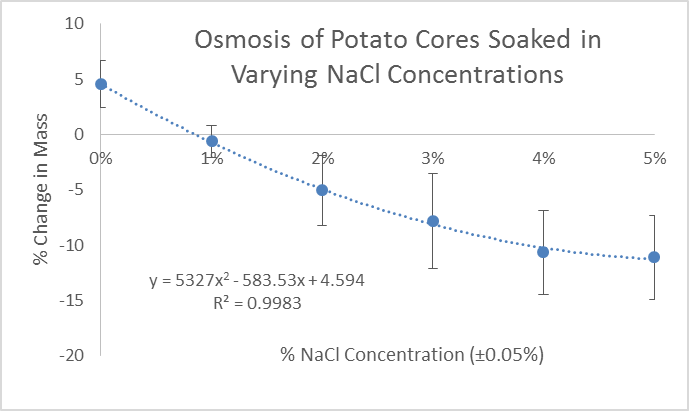 Osmosis of Potato Cores Soaked in
Varying NaCl Concentrations
% Change in Mass
10
5
0
-5
-10
-15
-20
0%
1%
2%
3%
4%
5%
y = 5327x² - 583.53x + 4.594
R² = 0.9983
% NaCl Concentration (±0.05%)